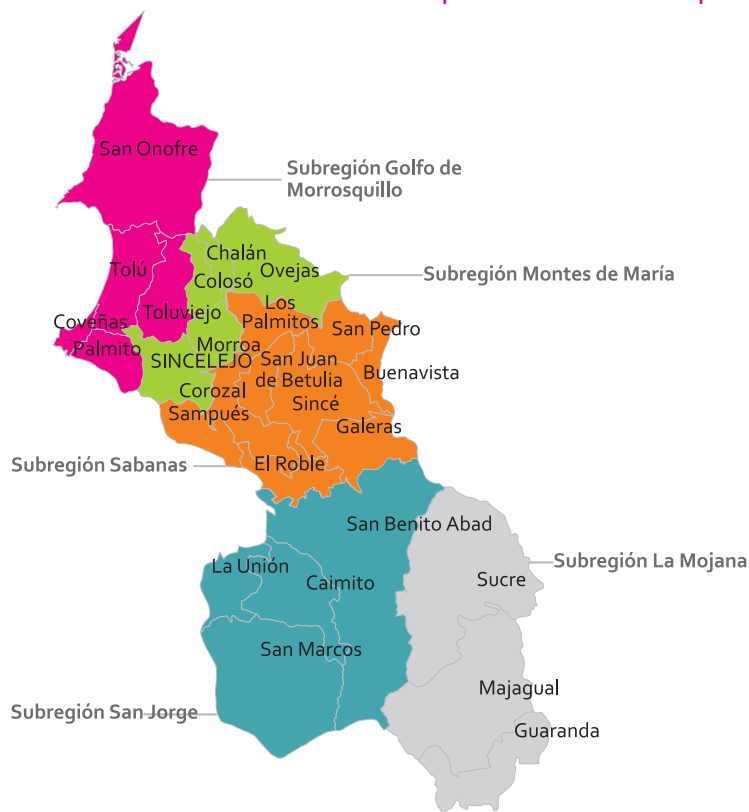 San Onofre
Subregión Golfo de
Morrosquillo
Chalán
Ovejas
Tolú
Colosó
Subregión Montes de María
Los
Palmitos
Toluviejo
Coveñas
San Pedro
Palmito
Morroa
SINCELEJO
San Juan
de Betulia
Buenavista
Corozal
Sincé
Sampués
Galeras
Subregión Sabanas
El Roble
San Benito Abad
La Unión
Caimito
Subregión La Mojana
Sucre
San Marcos
Majagual
Subregión San Jorge
Guaranda